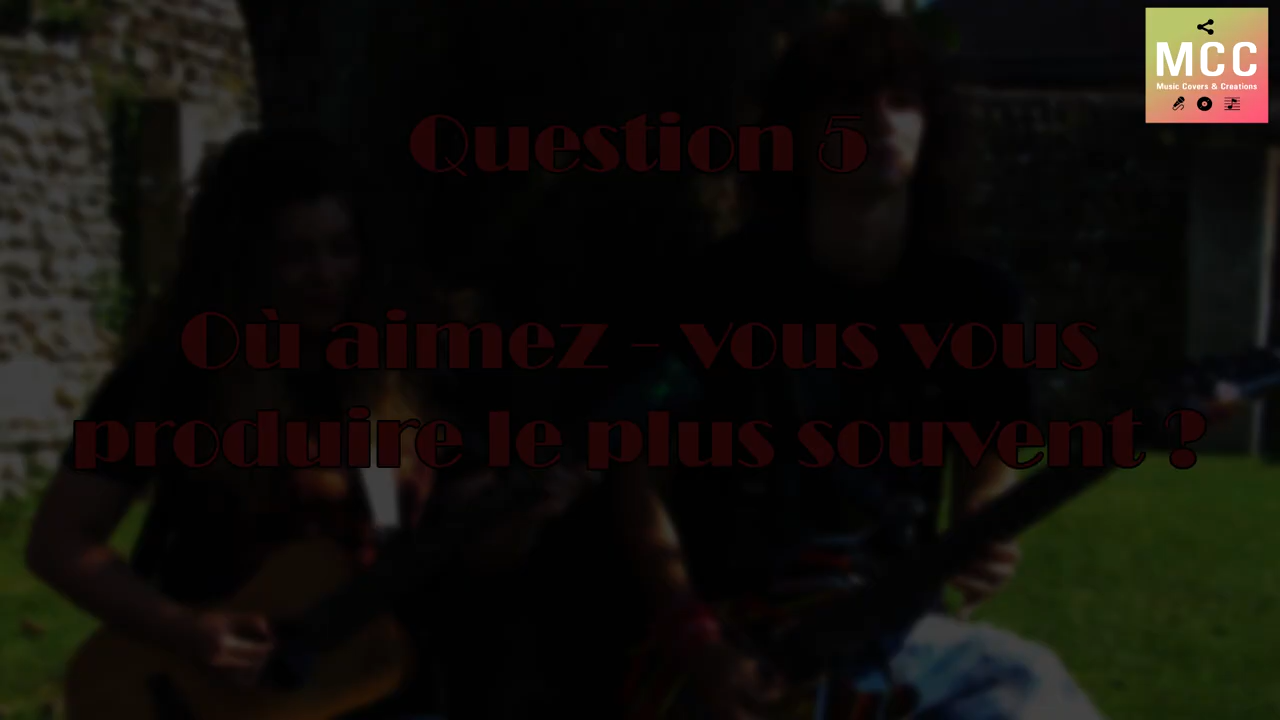 MCC
Music Covers & Creations
Question 5
Où aimez - vous vous
produire le plus souvent ?